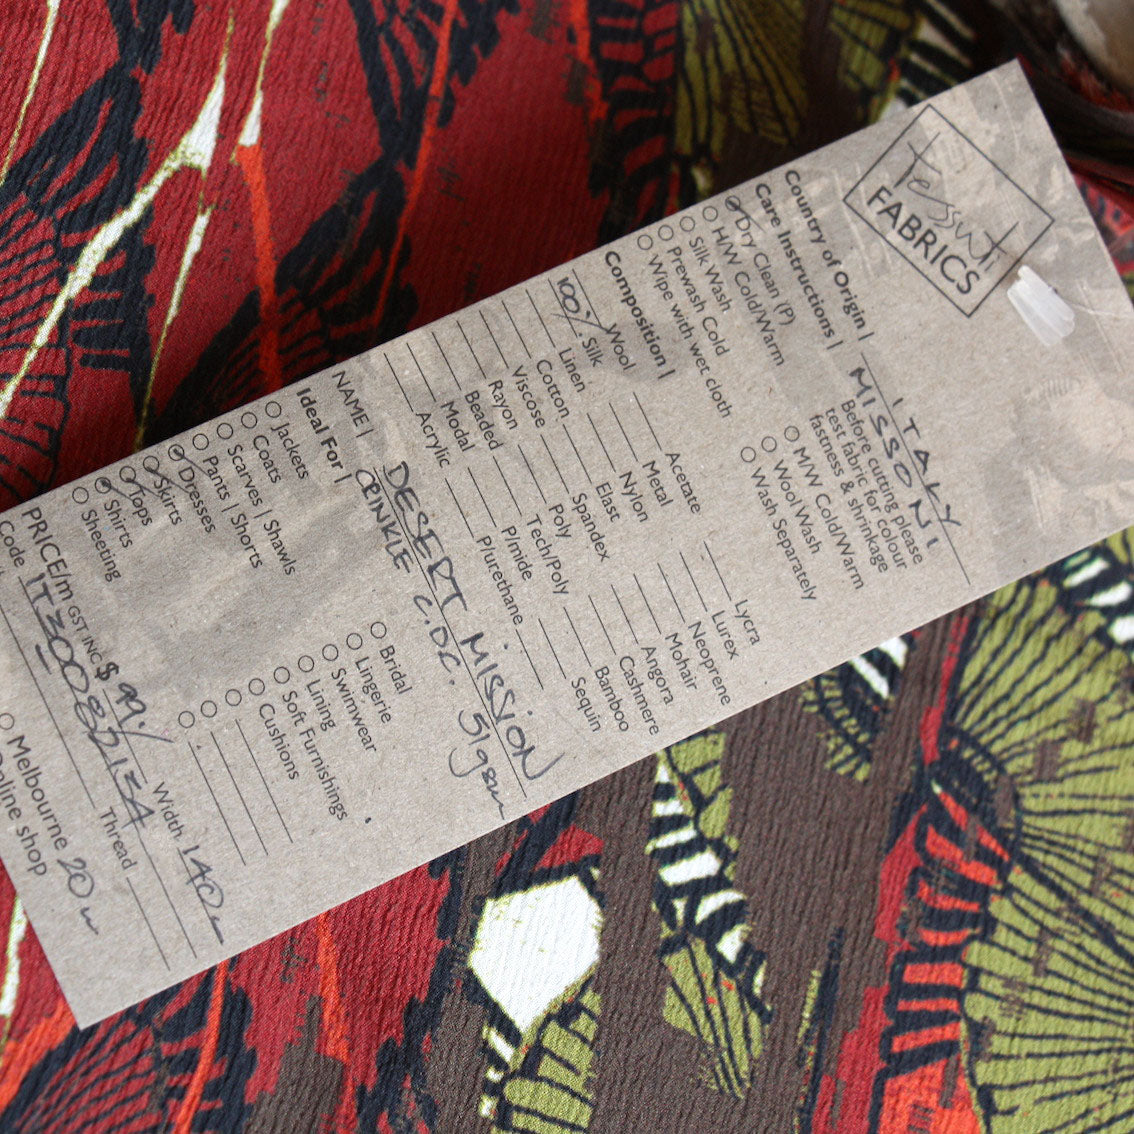 Tessuti
FABRICS
Country of Origin | ITALY
Care Instructions | MISSONI
Dry Clean (P)
H/W Cold/Warm
Silk Wash
Prewash Cold
Wipe with wet cloth
Before cutting please
test fabric for colour
fastness & shrinkage
M/W Cold/Warm
Wool Wash
Wash Separately
Composition |
Wool Acetate Lycra
100% Silk Metal Lurex
Linen Nylon Neoprene
Cotton Elast Mohair
Viscose Spandex Angora
Rayon Poly Cashmere
Beaded Tech/Poly Bamboo
Modal P/mide Sequin
Acrylic P/urethane
NAME | DESERT MISSION
CRINKLE C.D.C. 51gsm
Ideal For |
Jackets
Coats
Scarves | Shawls
Pants | Shorts
Dresses
Skirts
Tops
Shirts
Sheeting
Bridal
Lingerie
Swimwear
Lining
Soft Furnishings
Cushions
PRICE/m GST INC $ 99./ Width 140
Code IT3008D13A Thread
Melbourne 20m
Online shop